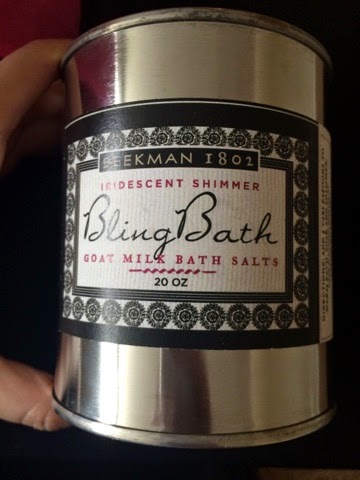 BEEKMAN 1802
IRIDESCENT SHIMMER
Bling Bath
GOAT MILK BATH SALTS
20 OZ